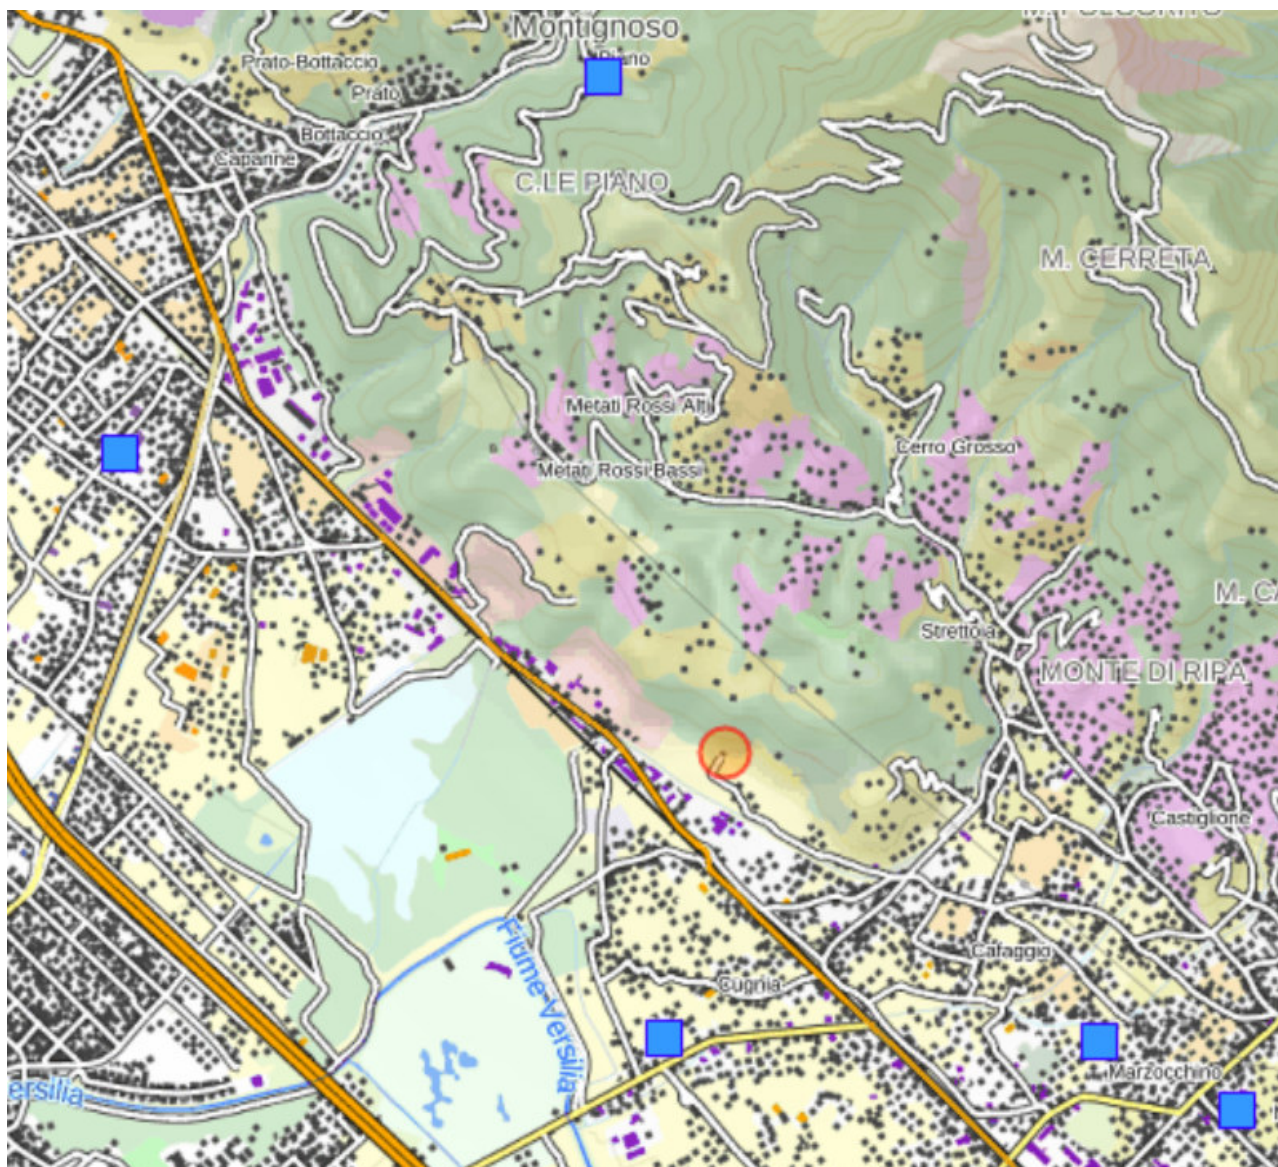 Montignoso
Piano
Prato-Bottaccio
Prato
Bottaccio
Capanne
C.LE PIANO
M. CERRETA
Metati Rossi Alti
Cerro Grosso
Metati Rossi Bassi
M. CA
Strettoia
MONTE DI RIPA
Castiglione
Fiume Versilia
Cafaggio
Cugnia
Marzocchino
ersilia